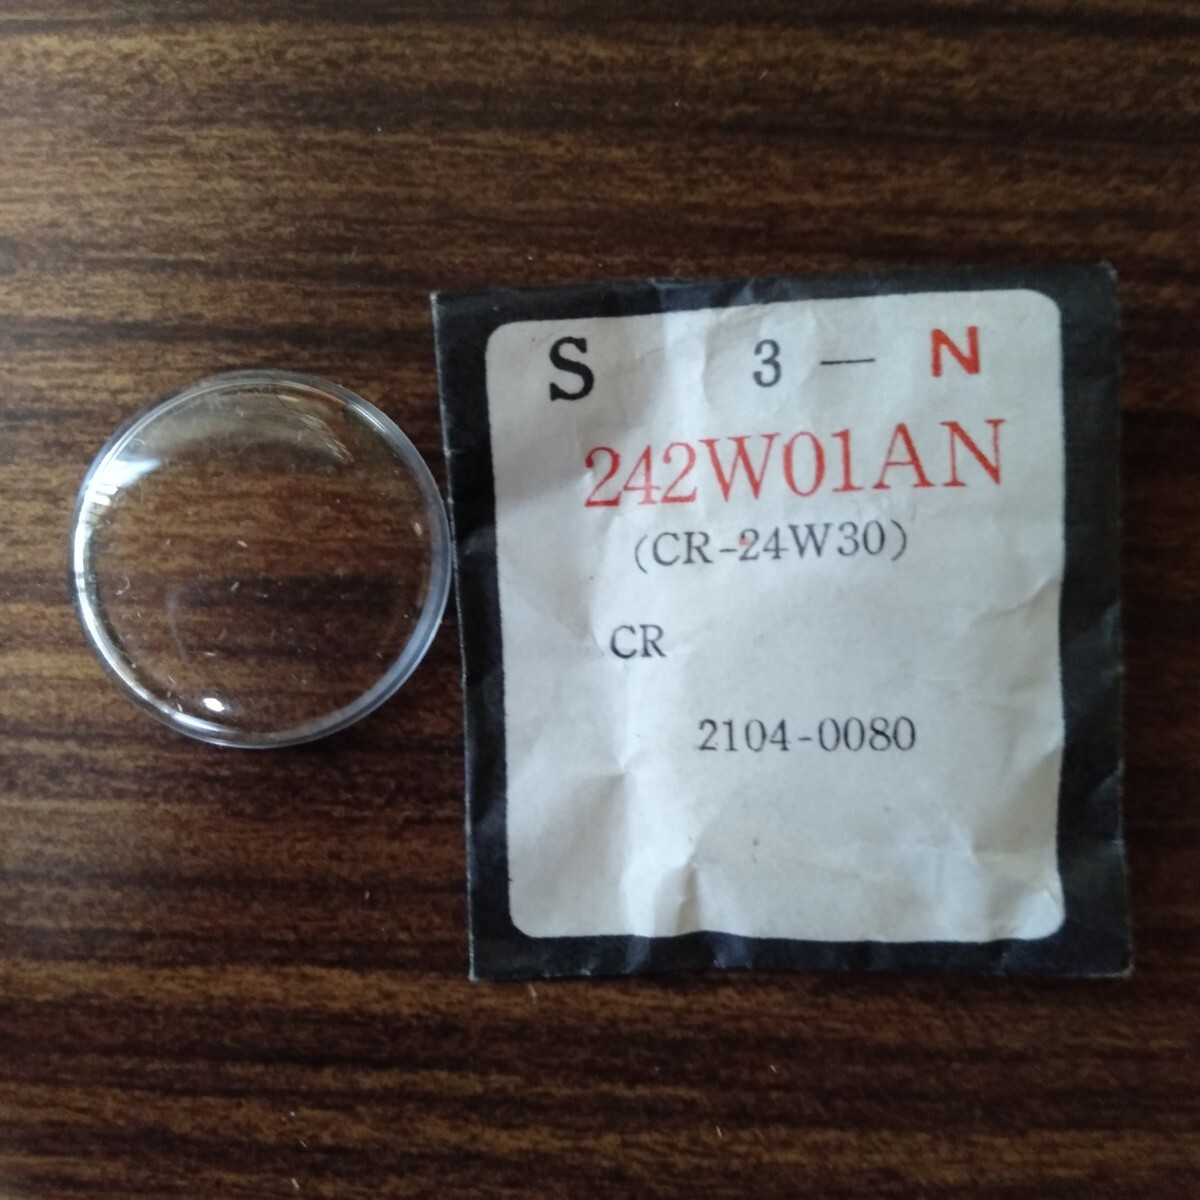 S 3 — N
242W01AN
(CR-24W30)
CR
2104-0080